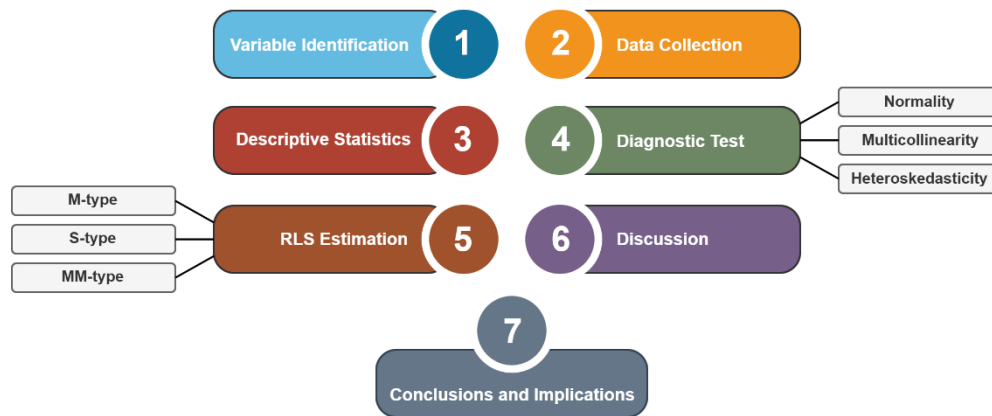 Variable Identification
1
2
Data Collection
Descriptive Statistics
3
4
Diagnostic Test
Normality
Multicollinearity
Heteroskedasticity
M-type
S-type
MM-type
RLS Estimation
5
6
Discussion
7
Conclusions and Implications